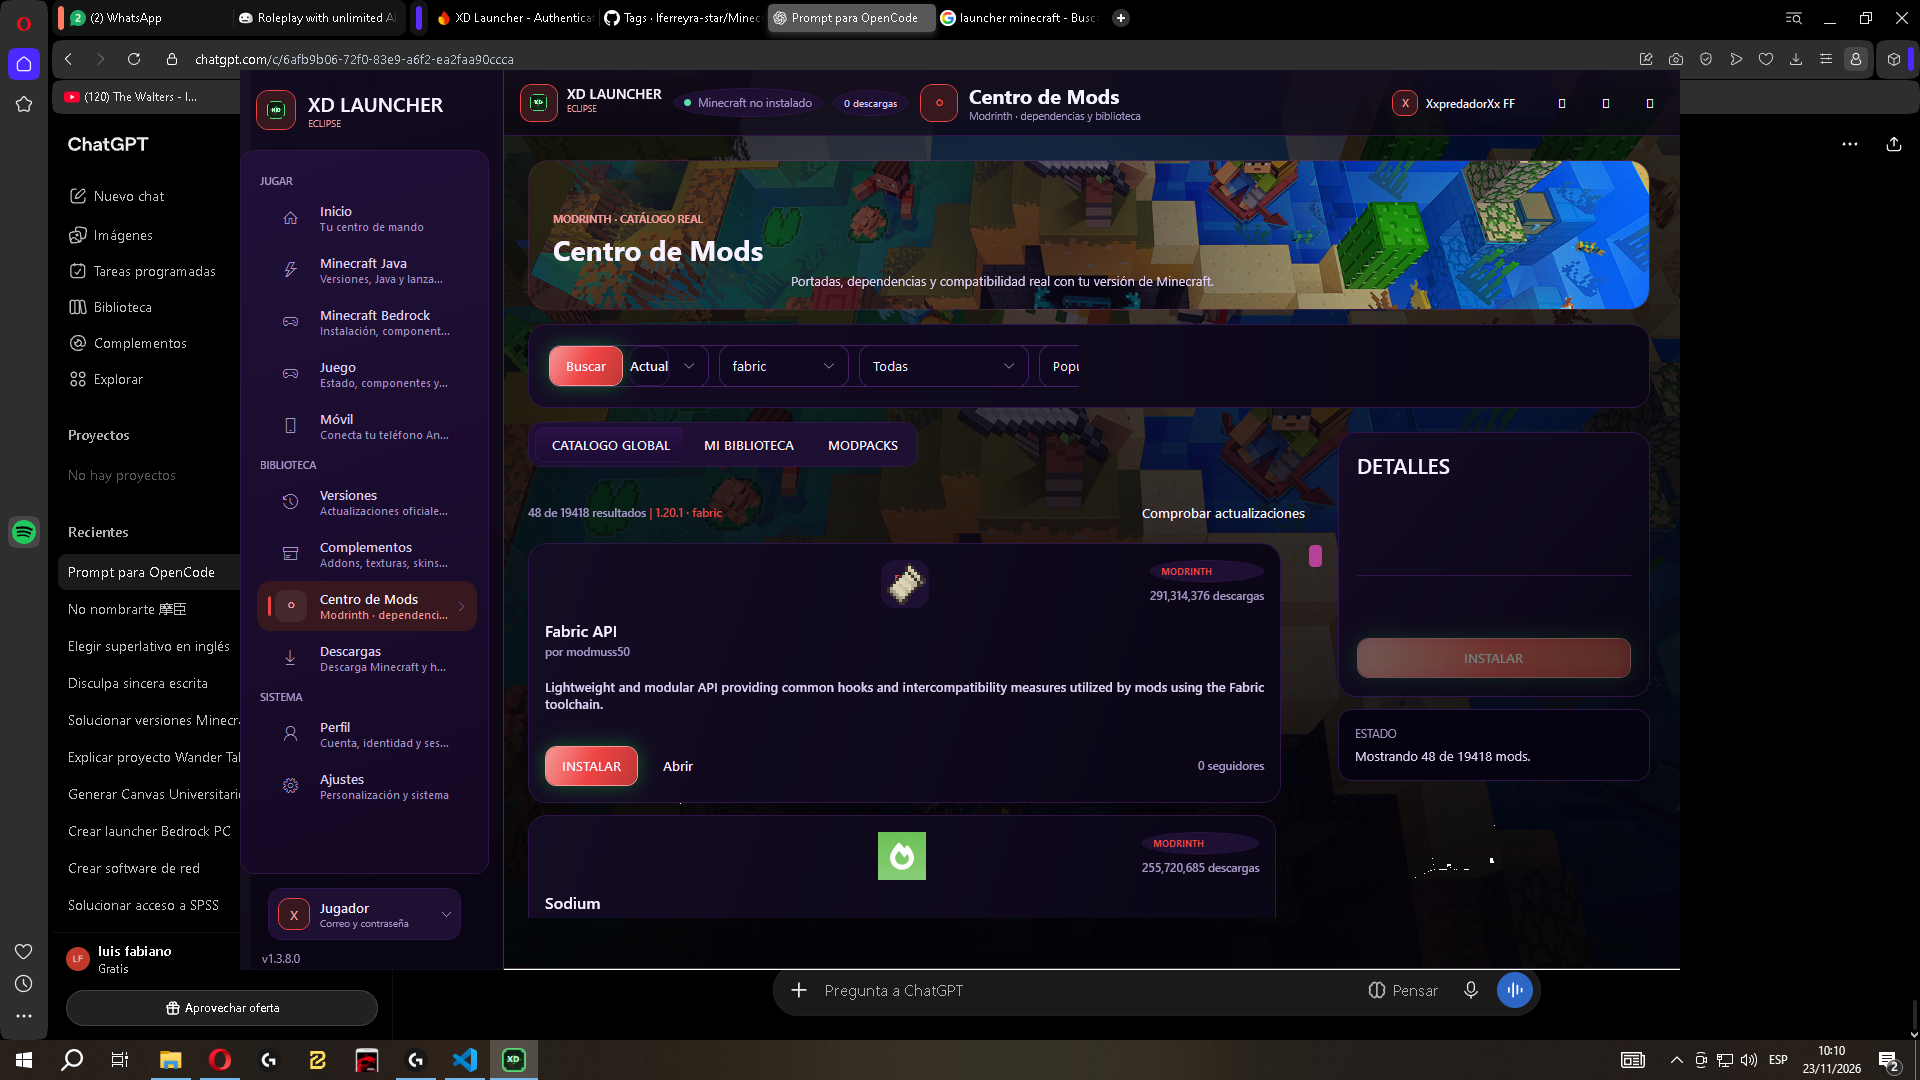 (2) WhatsApp
Roleplay with unlimited AI
XD Launcher - Authenticat
Tags · lferreyra-star/Minec
Prompt para OpenCode
launcher minecraft - Busc
chatgpt.com/c/6afb9b06-72f0-83e9-a6f2-ea2faa90ccca
(120) The Walters - I...
ChatGPT
Nuevo chat
Imágenes
Tareas programadas
Biblioteca
Complementos
Explorar
Proyectos
No hay proyectos
Recientes
Prompt para OpenCode
No nombrarte 摩臣
Elegir superlativo en inglés
Disculpa sincera escrita
Solucionar versiones Minecra
Explicar proyecto Wander Tal
Generar Canvas Universitario
Crear launcher Bedrock PC
Crear software de red
Solucionar acceso a SPSS
LF
luis fabiano
Gratis
Aprovechar oferta
XD
XD LAUNCHER
ECLIPSE
JUGAR
Inicio
Tu centro de mando
Minecraft Java
Versiones, Java y lanza...
Minecraft Bedrock
Instalación, component...
Juego
Estado, componentes y...
Móvil
Conecta tu teléfono An...
BIBLIOTECA
Versiones
Actualizaciones oficiale...
Complementos
Addons, texturas, skins...
Centro de Mods
Modrinth · dependenci...
Descargas
Descarga Minecraft y h...
SISTEMA
Perfil
Cuenta, identidad y ses...
Ajustes
Personalización y sistema
X
Jugador
Correo y contraseña
v1.3.8.0
XD
XD LAUNCHER
ECLIPSE
Minecraft no instalado
0 descargas
Centro de Mods
Modrinth · dependencias y biblioteca
X
XxpredadorXx FF
MODRINTH · CATÁLOGO REAL
Centro de Mods
Portadas, dependencias y compatibilidad real con tu versión de Minecraft.
Buscar
Actual
fabric
Todas
Popu
CATALOGO GLOBAL
MI BIBLIOTECA
MODPACKS
48 de 19418 resultados | 1.20.1 · fabric
Comprobar actualizaciones
MODRINTH
291,314,376 descargas
Fabric API
por modmuss50
Lightweight and modular API providing common hooks and intercompatibility measures utilized by mods using the Fabric
toolchain.
INSTALAR
Abrir
0 seguidores
MODRINTH
255,720,685 descargas
Sodium
DETALLES
INSTALAR
ESTADO
Mostrando 48 de 19418 mods.
Pregunta a ChatGPT
Pensar
XD
ESP
10:10
23/11/2026
2